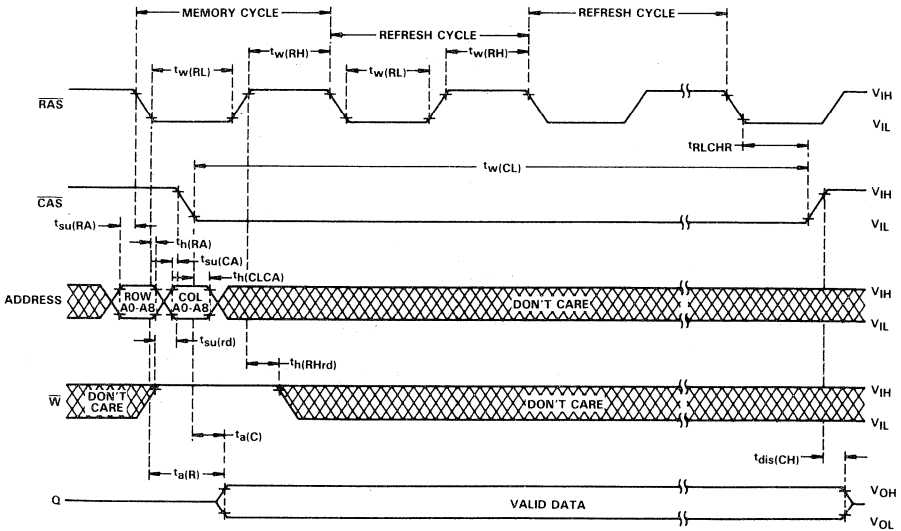 MEMORY CYCLE
REFRESH CYCLE
REFRESH CYCLE
tw(RH)
tw(RH)
tw(RL)
tw(RL)
RAS
VIH
VIL
tRLCHR
tw(CL)
CAS
VIH
VIL
tsu(RA)
th(RA)
tsu(CA)
th(CLCA)
ADDRESS
ROW
A0-A8
COL
A0-A8
DON'T CARE
VIH
VIL
tsu(rd)
th(RHrd)
W
DON'T
CARE
DON'T CARE
VIH
VIL
ta(C)
tdis(CH)
ta(R)
Q
VALID DATA
VOH
VOL